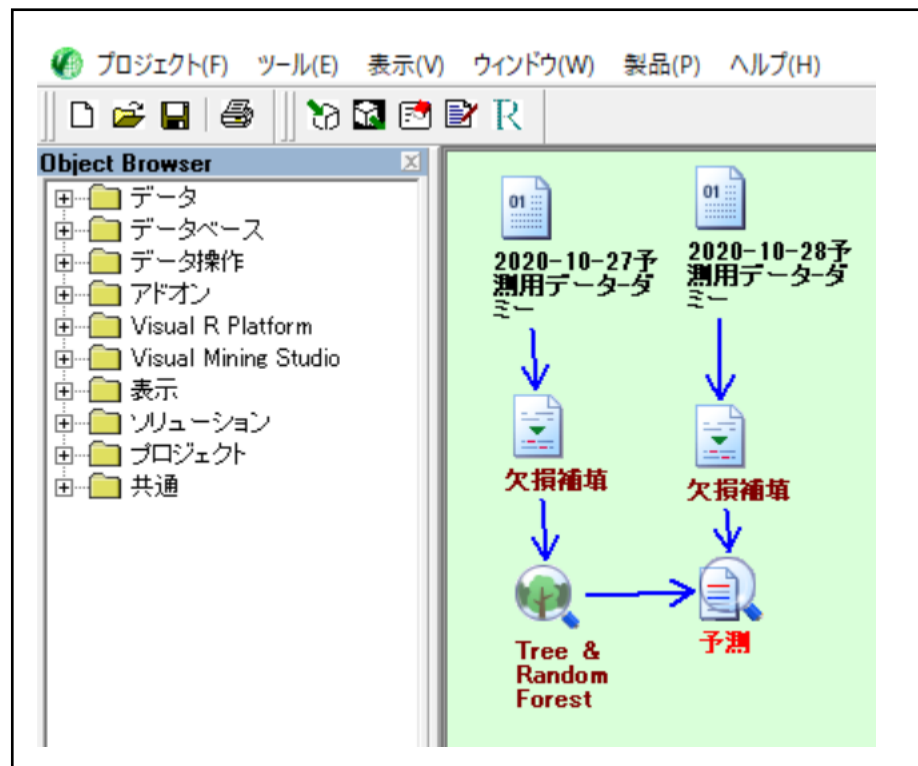 プロジェクト(F) ツール(E) 表示(V) ウィンドウ(W) 製品(P) ヘルプ(H)
R
Object Browser
データ
データベース
データ操作
アドオン
Visual R Platform
Visual Mining Studio
表示
ソリューション
プロジェクト
共通
01
2020-10-27予
測用データ-ダ
ミー
01
2020-10-28予
測用データ-ダ
ミー
欠損補填
欠損補填
Tree &
Random
Forest
予測